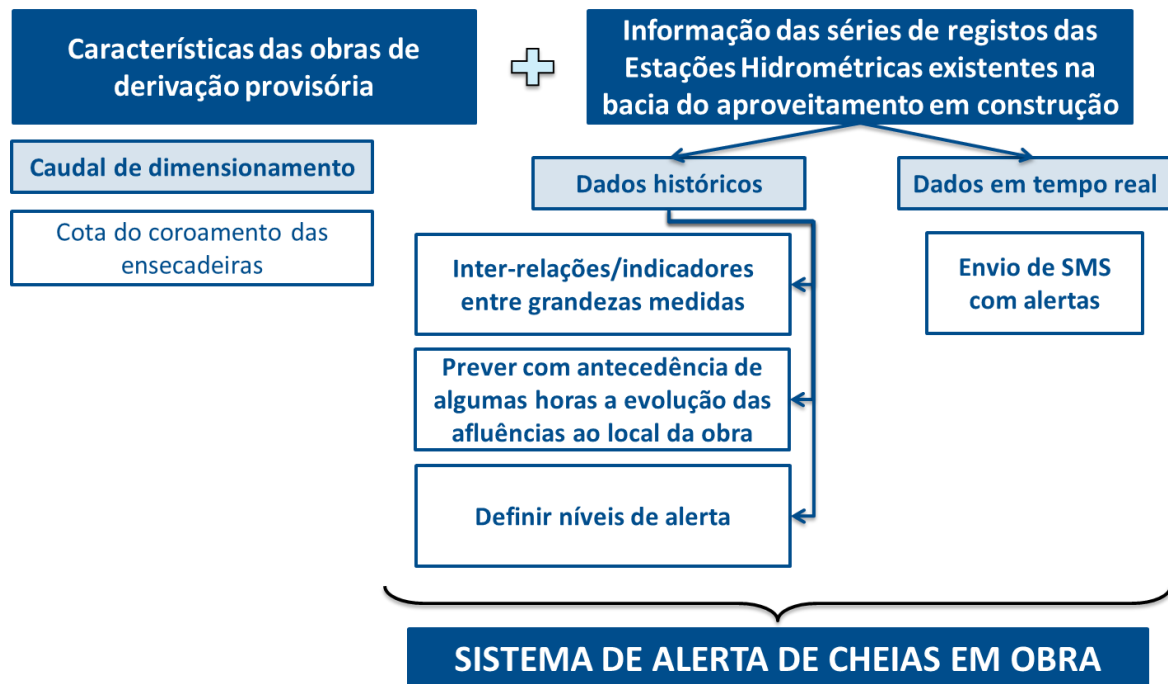 Características das obras de
derivação provisória
Informação das séries de registos das
Estações Hidrométricas existentes na
bacia do aproveitamento em construção
Caudal de dimensionamento
Cota do coroamento das
ensecadeiras
Dados históricos
Dados em tempo real
Inter-relações/indicadores
entre grandezas medidas
Envio de SMS
com alertas
Prever com antecedência de
algumas horas a evolução das
afluências ao local da obra
Definir níveis de alerta
SISTEMA DE ALERTA DE CHEIAS EM OBRA